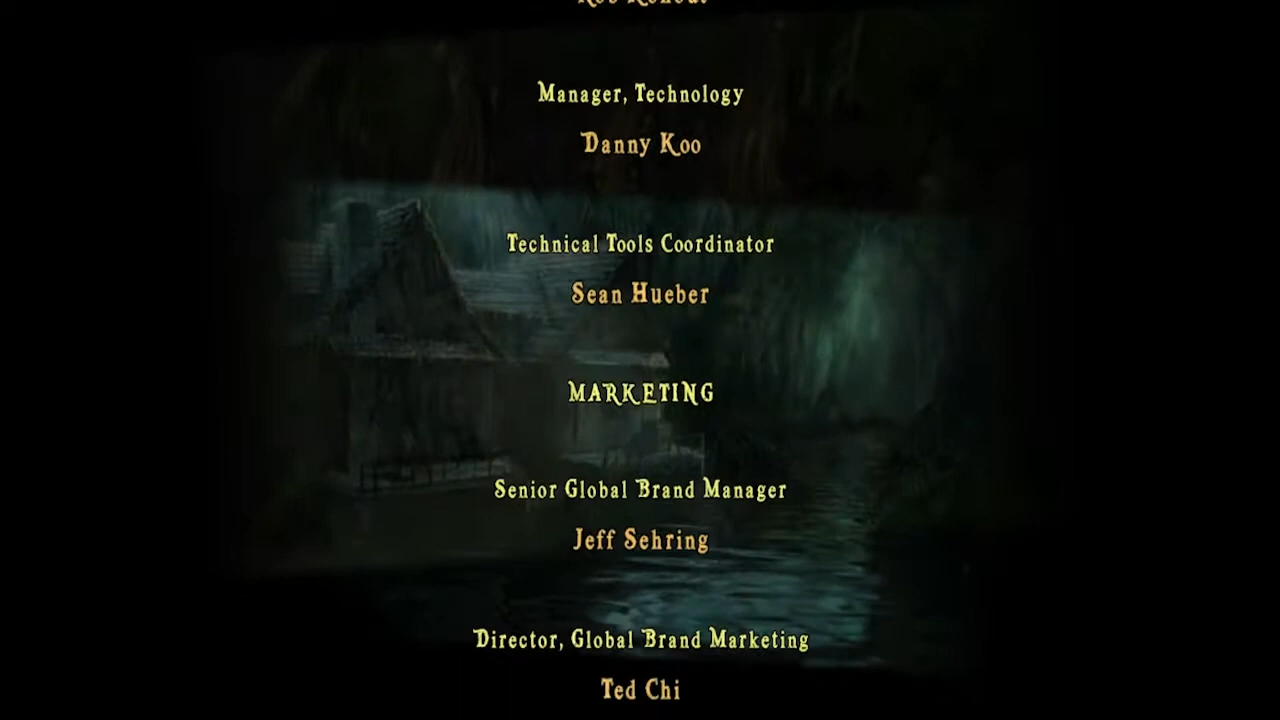 Manager, Technology
Danny Koo
Technical Tools Coordinator
Sean Hueber
MARKETING
Senior Global Brand Manager
Jeff Sehring
Director, Global Brand Marketing
Ted Chi